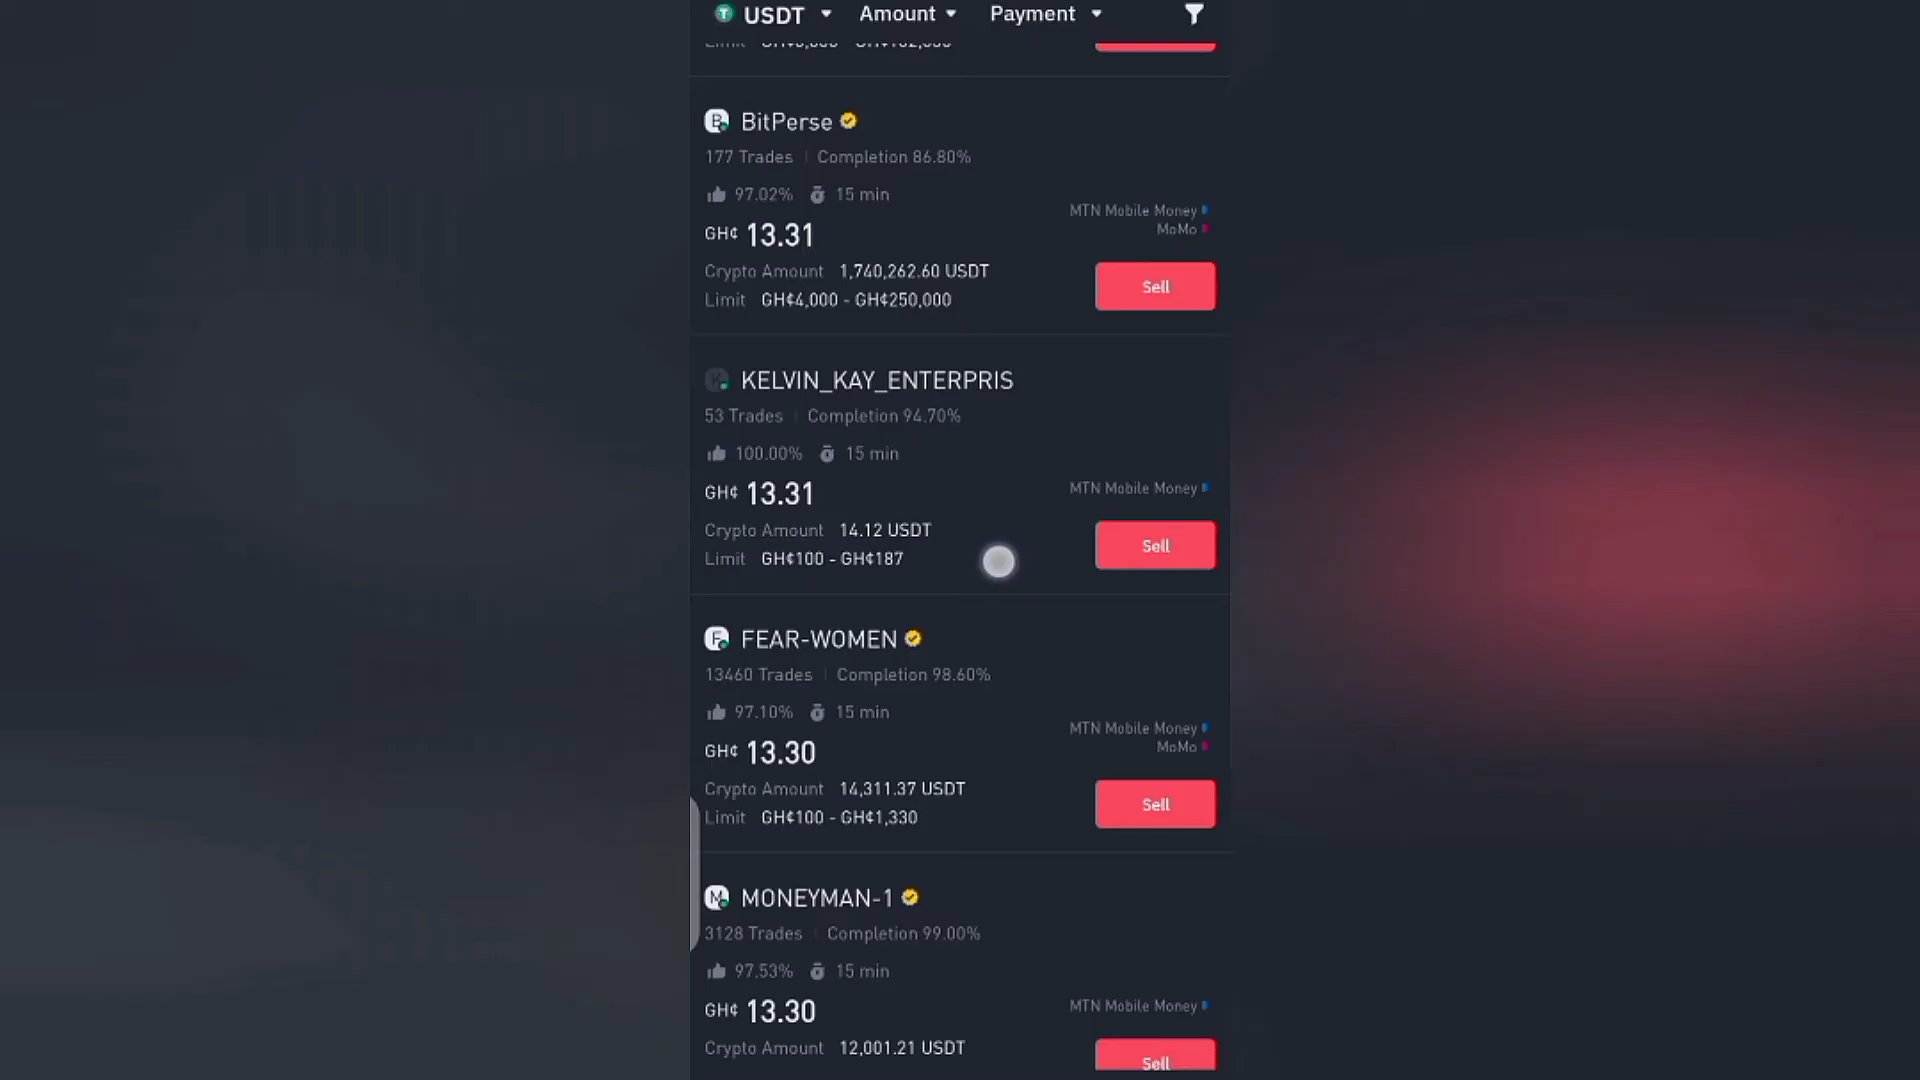 USDT Amount Payment
BitPerse
177 Trades | Completion 86.80%
97.02% 15 min
MTN Mobile Money
MoMo
GH¢ 13.31
Crypto Amount 1,740,262.60 USDT
Limit GH¢4,000 - GH¢250,000
Sell
KELVIN_KAY_ENTERPRIS
53 Trades | Completion 94.70%
100.00% 15 min
GH¢ 13.31
MTN Mobile Money
Crypto Amount 14.12 USDT
Limit GH¢100 - GH¢187
Sell
FEAR-WOMEN
13460 Trades | Completion 98.60%
97.10% 15 min
MTN Mobile Money
MoMo
GH¢ 13.30
Crypto Amount 14,311.37 USDT
Limit GH¢100 - GH¢1,330
Sell
MONEYMAN-1
3128 Trades | Completion 99.00%
97.53% 15 min
GH¢ 13.30
MTN Mobile Money
Crypto Amount 12,001.21 USDT
Sell